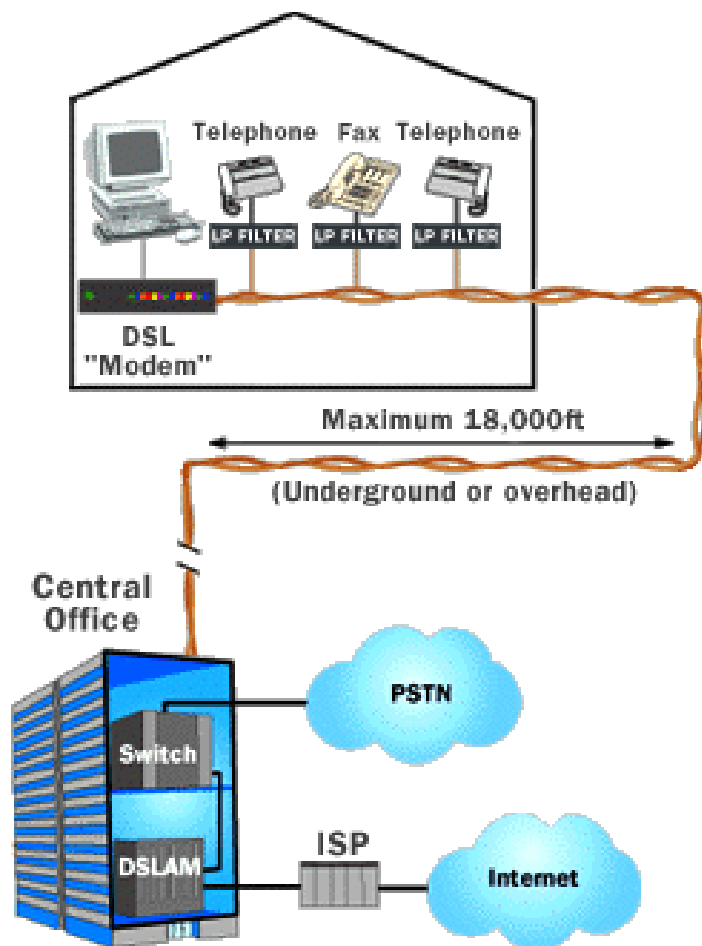 Telephone Fax Telephone
LP FILTER LP FILTER LP FILTER
DSL
"Modem"
Maximum 18,000ft
(Underground or overhead)
Central
Office
PSTN
Switch
ISP
DSLAM
Internet